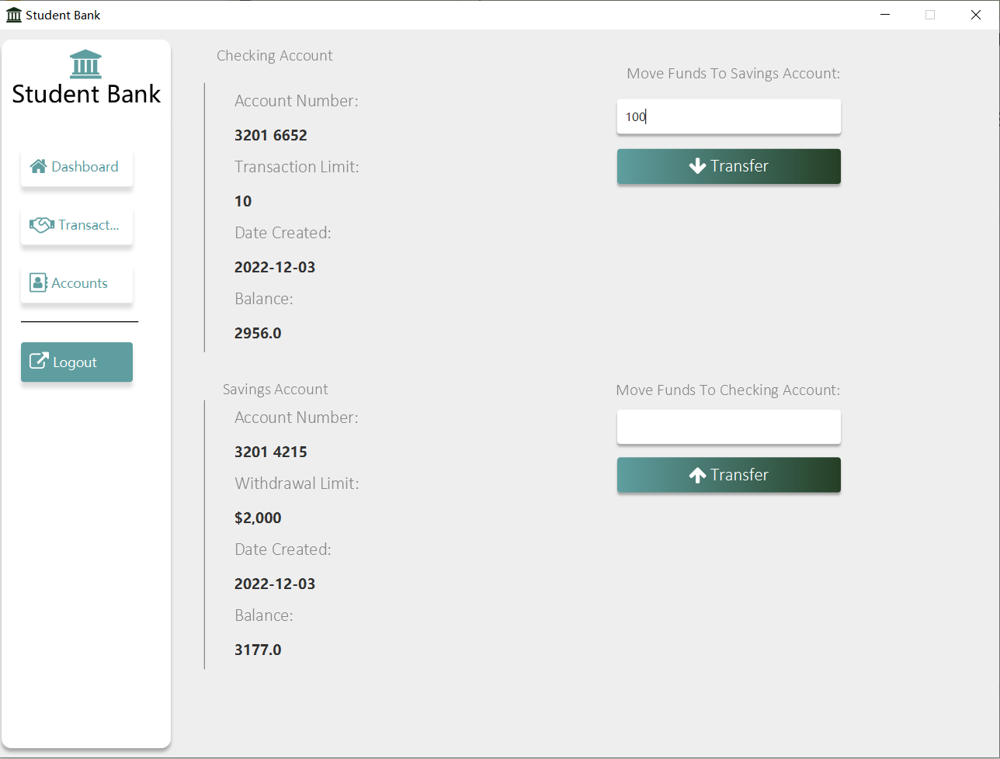 Student Bank
Student Bank
Dashboard
Transact...
Accounts
Logout
Checking Account
Account Number:
3201 6652
Transaction Limit:
10
Date Created:
2022-12-03
Balance:
2956.0
Move Funds To Savings Account:
100
Transfer
Savings Account
Account Number:
3201 4215
Withdrawal Limit:
$2,000
Date Created:
2022-12-03
Balance:
3177.0
Move Funds To Checking Account:
Transfer